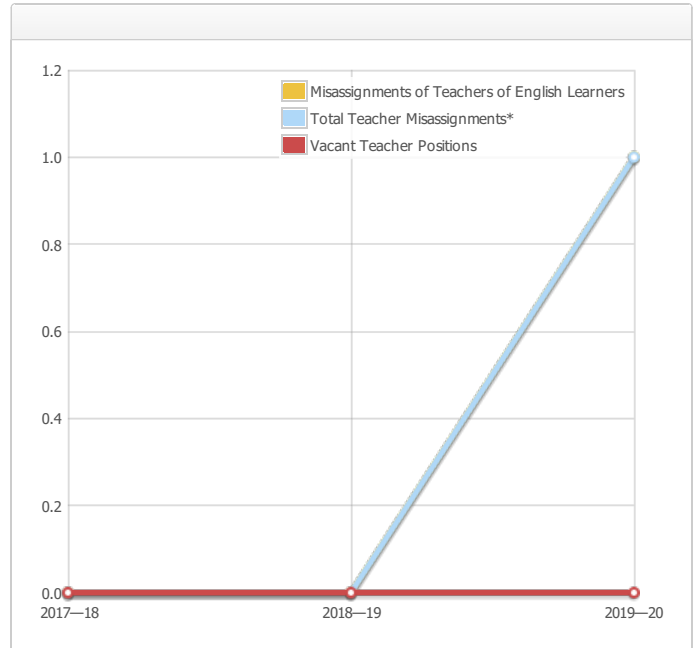 1.2
Misassignments of Teachers of English Learners
Total Teacher Misassignments*
Vacant Teacher Positions
1.0
0.8
0.6
0.4
0.2
0.0
2017—18 2018—19 2019—20